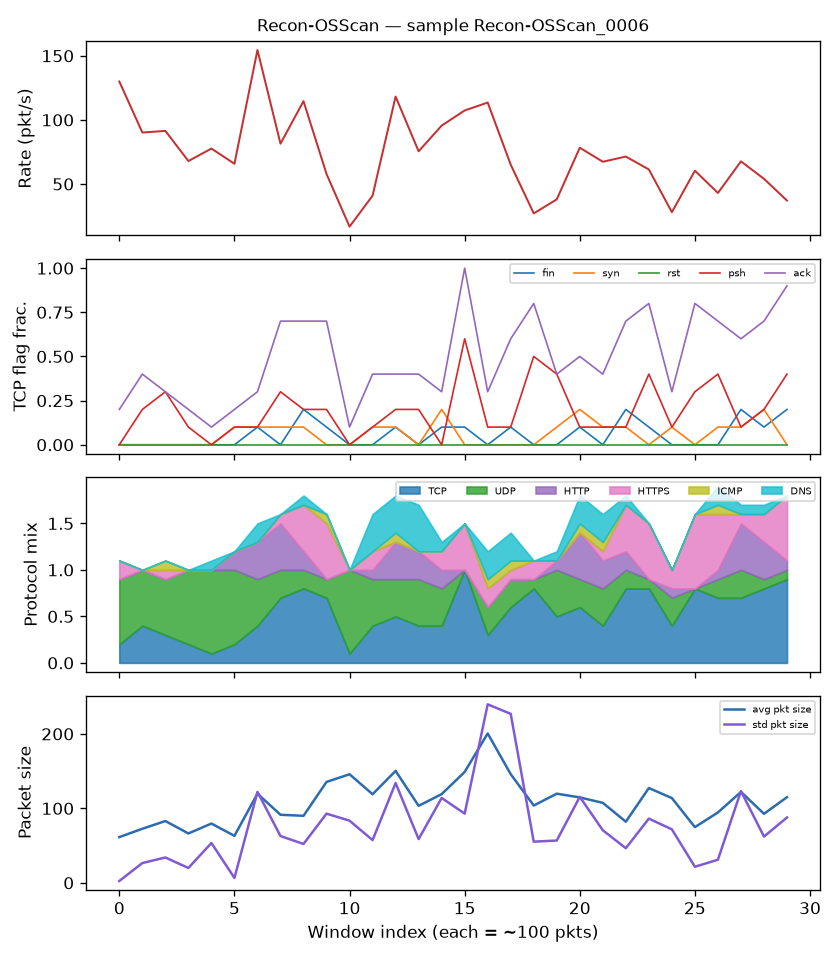 Recon-OSScan — sample Recon-OSScan_0006
150
100
50
Rate (pkt/s)
fin syn rst psh ack
1.00
0.75
0.50
0.25
0.00
TCP flag frac.
TCP UDP HTTP HTTPS ICMP DNS
1.5
1.0
0.5
0.0
Protocol mix
avg pkt size
std pkt size
200
100
0
Packet size
0 5 10 15 20 25 30
Window index (each = ~100 pkts)